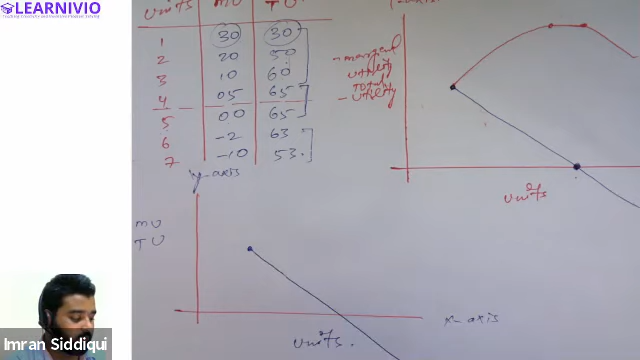 LEARNIVIO
units MU TU
1 30 30
2 20 50
3 10 60
4 05 65
5 00 65
6 -2 63
7 -10 53
- marginal
utility
- Total
utility
units
y-axis
MU
TU
x-axis
units.
Imran Siddiqui